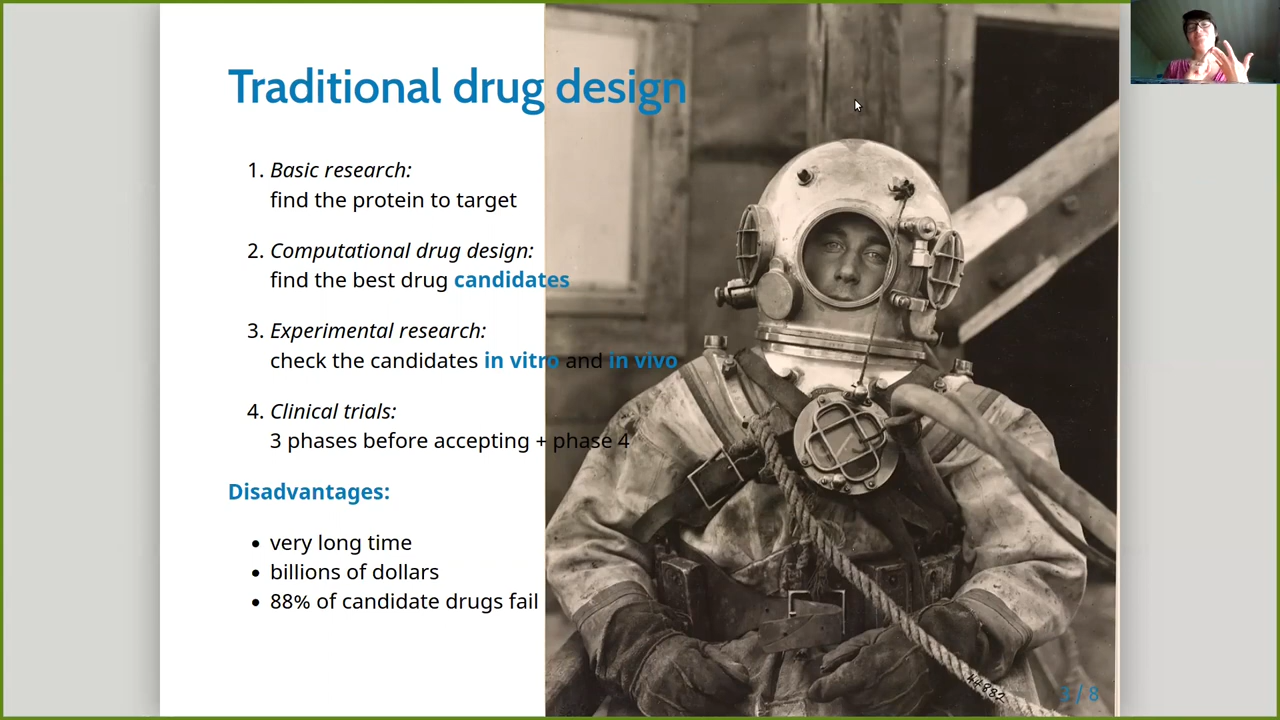 Traditional drug design
1. Basic research:
find the protein to target
2. Computational drug design:
find the best drug candidates
3. Experimental research:
check the candidates in vitro and in vivo
4. Clinical trials:
3 phases before accepting + phase 4
Disadvantages:
• very long time
• billions of dollars
• 88% of candidate drugs fail
3 / 8